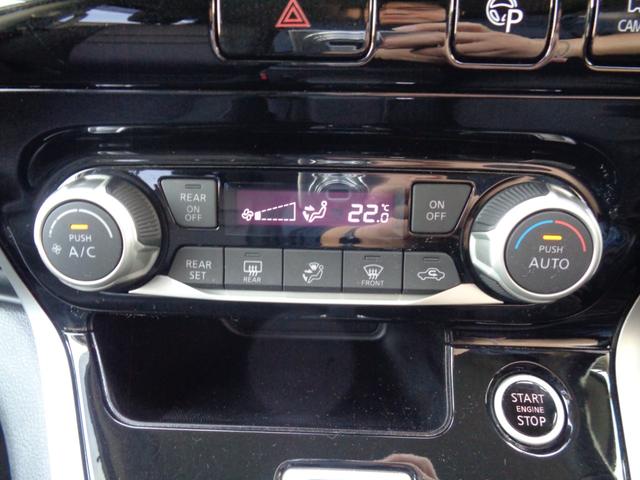 P
CAM
REAR
ON
OFF
22.0
°C
ON
OFF
PUSH
A/C
PUSH
AUTO
REAR
SET
REAR
FRONT
START
ENGINE
STOP